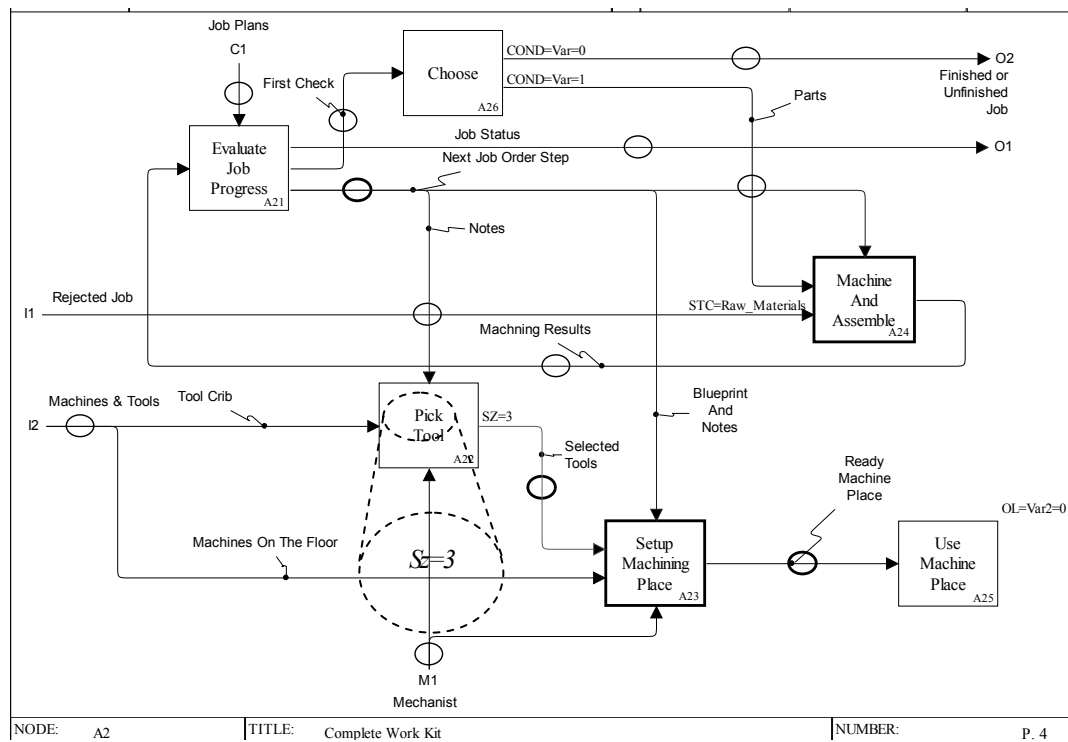 Job Plans
C1
First Check
Choose
A26
COND=Var=0
COND=Var=1
O2
Finished or
Unfinished
Job
Parts
Evaluate
Job
Progress
A21
Job Status
O1
Next Job Order Step
Notes
Rejected Job
I1
STC=Raw_Materials
Machine
And
Assemble
A24
Machning Results
Machines & Tools
I2
Tool Crib
Pick
Tool
A22
SZ=3
Selected
Tools
Blueprint
And
Notes
Ready
Machine
Place
OL=Var2=0
Machines On The Floor
Sz=3
Setup
Machining
Place
A23
Use
Machine
Place
A25
M1
Mechanist
NODE: A2 TITLE: Complete Work Kit NUMBER: P. 4